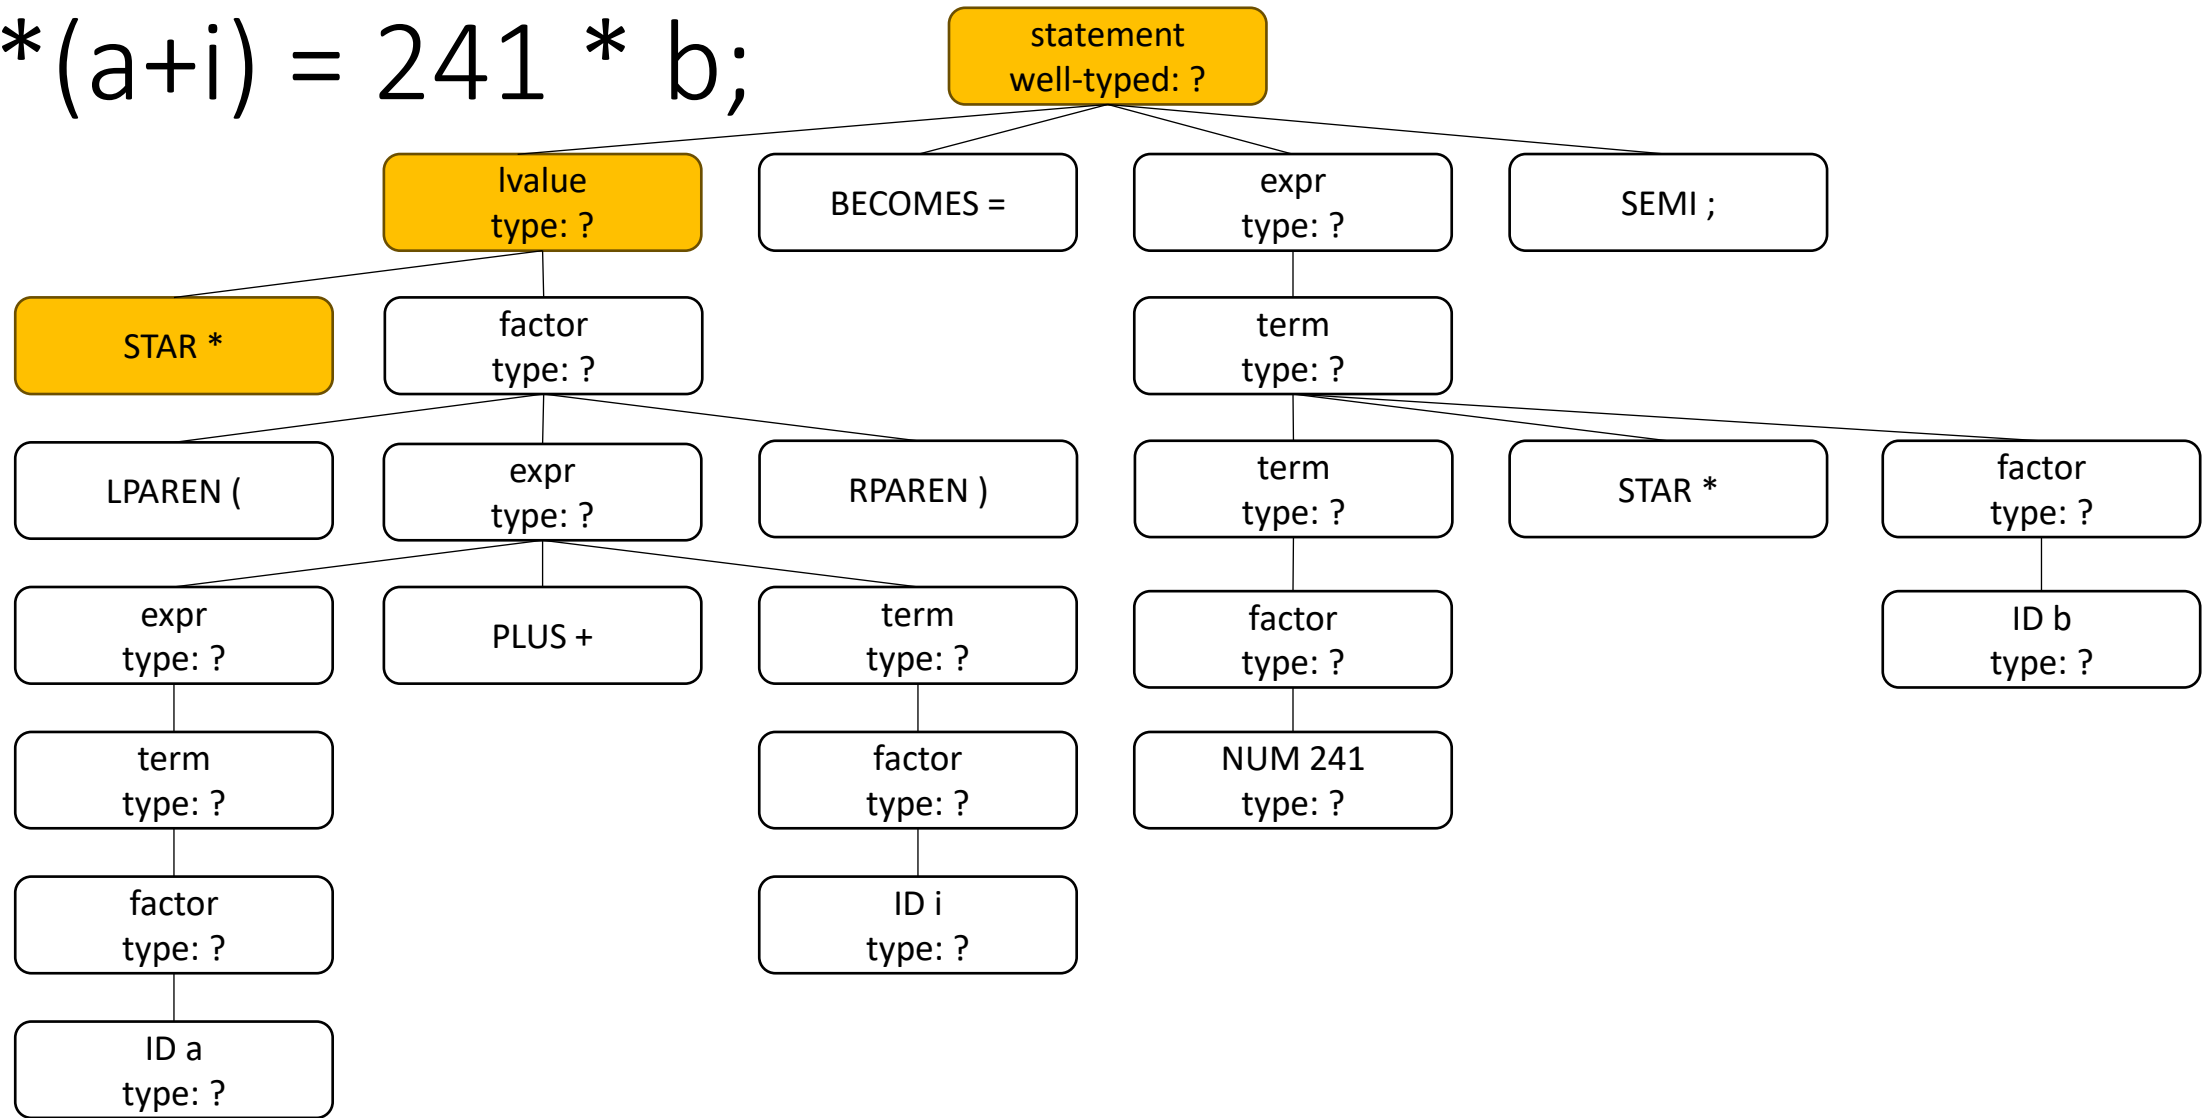 *(a+i) = 241 * b;
statement
well-typed: ?
lvalue
type: ?
BECOMES =
expr
type: ?
SEMI ;
STAR *
factor
type: ?
term
type: ?
LPAREN (
expr
type: ?
RPAREN )
term
type: ?
STAR *
factor
type: ?
expr
type: ?
PLUS +
term
type: ?
factor
type: ?
ID b
type: ?
term
type: ?
factor
type: ?
NUM 241
type: ?
factor
type: ?
ID i
type: ?
ID a
type: ?